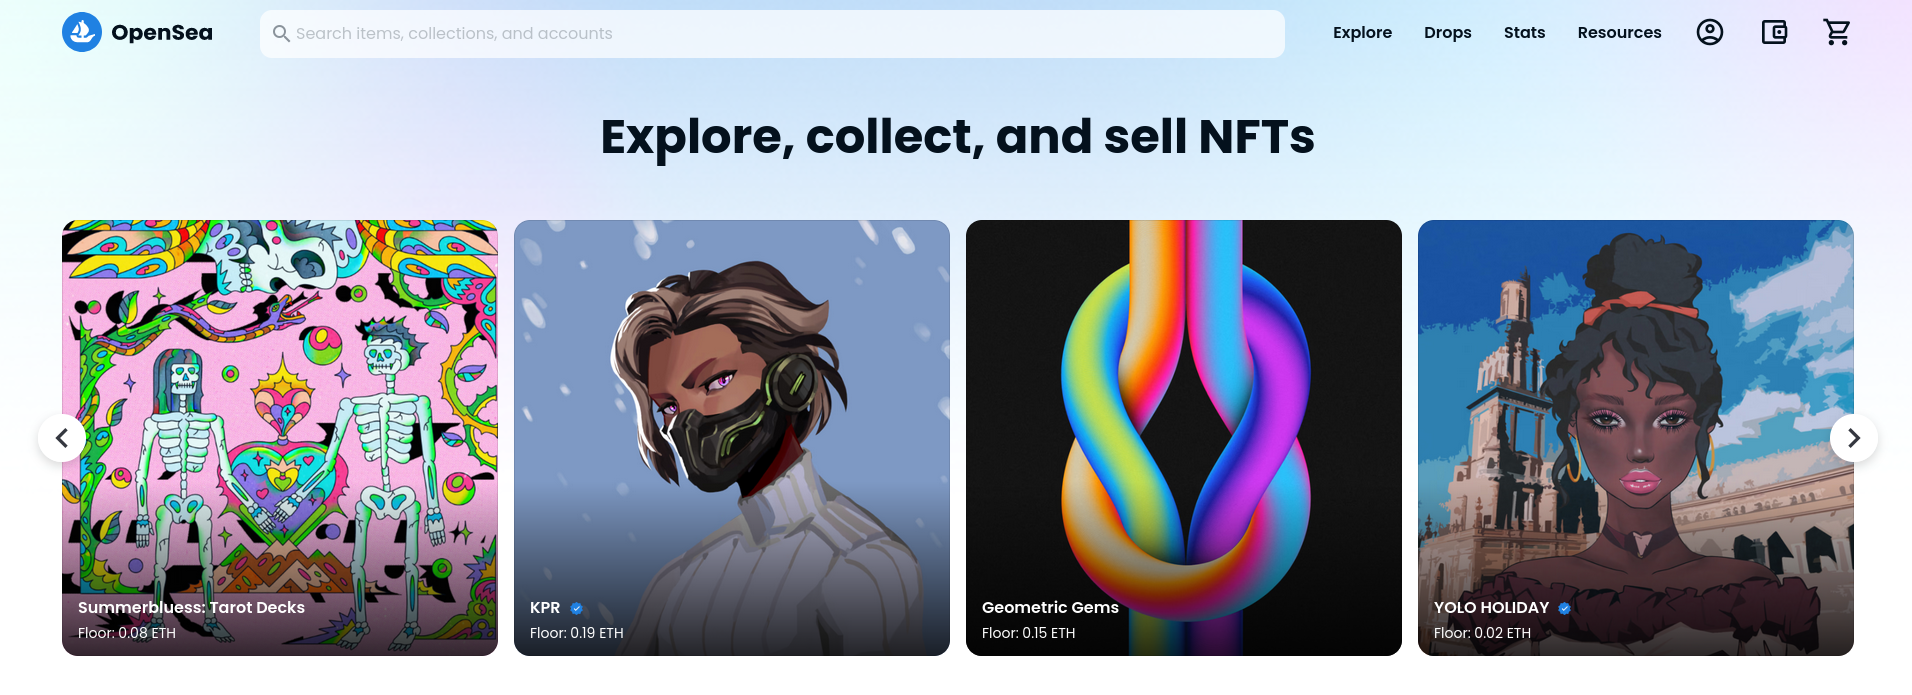 OpenSea
Search items, collections, and accounts
Explore
Drops
Stats
Resources
Explore, collect, and sell NFTs
Summerbluess: Tarot Decks
Floor: 0.08 ETH
KPR
Floor: 0.19 ETH
Geometric Gems
Floor: 0.15 ETH
YOLO HOLIDAY
Floor: 0.02 ETH